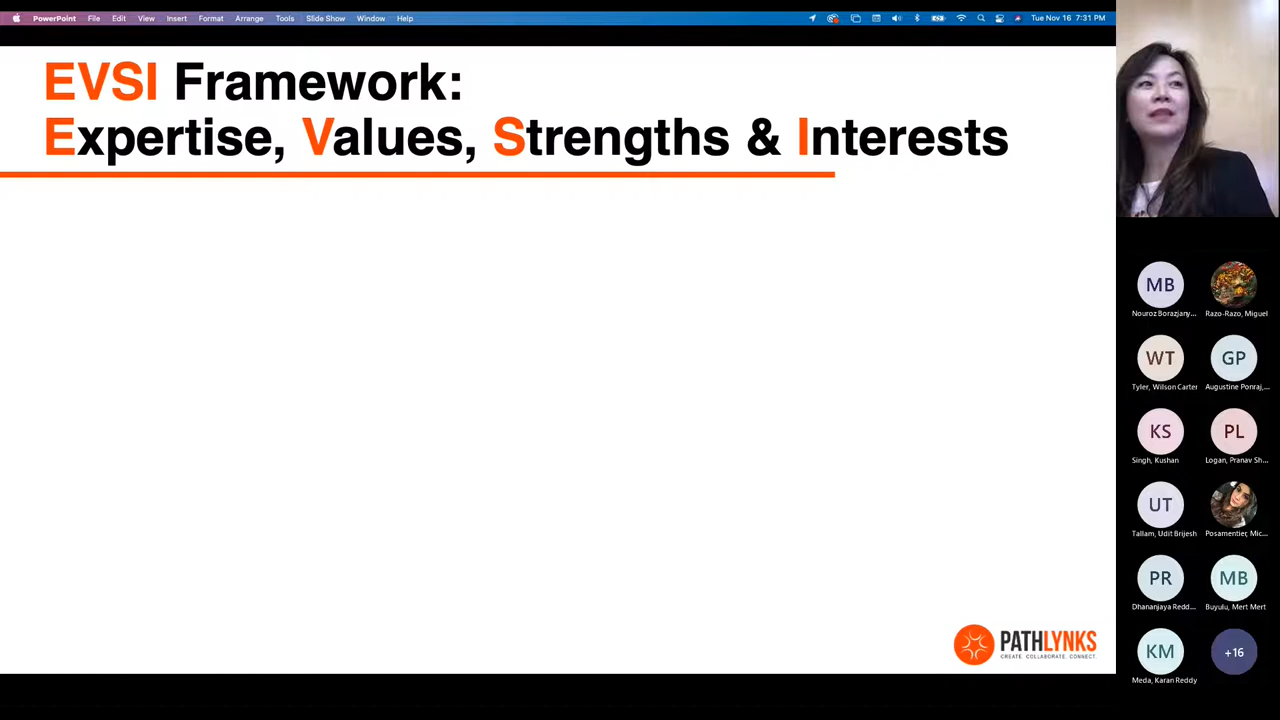 PowerPoint File Edit View Insert Format Arrange Tools Slide Show Window Help
Tue Nov 16 7:31 PM
EVSI Framework:
Expertise, Values, Strengths & Interests
PATHLYNKS
CREATE. COLLABORATE. CONNECT.
MB
Nouroz Borazjany...
Razo-Razo, Miguel
WT
GP
Tyler, Wilson Carter
Augustine Ponraj,...
KS
PL
Singh, Kushan
Logan, Pranav Sh...
UT
Tallam, Udit Brijesh
Posamentier, Mic...
PR
MB
Dhananjaya Redd...
Buyulu, Mert Mert
KM
+16
Meda, Karan Reddy